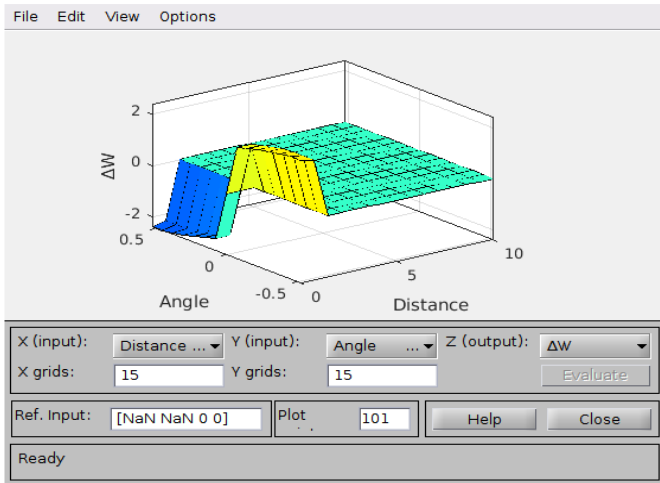 File Edit View Options
2
0
-2
ΔW
0.5
0
-0.5
Angle
0
5
10
Distance
X (input): Distance ... Y (input): Angle ... Z (output): ΔW
X grids: 15 Y grids: 15 Evaluate
Ref. Input: [NaN NaN 0 0] Plot 101 Help Close
Ready